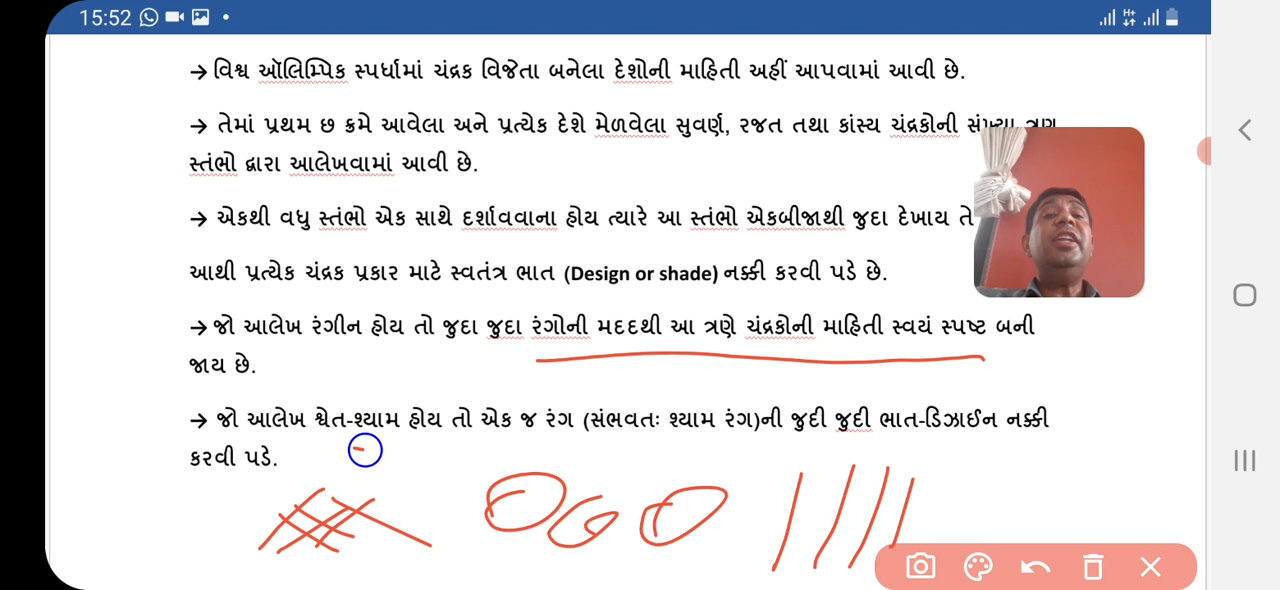 15:52
→ વિશ્વ ઑલિમ્પિક સ્પર્ધામાં ચંદ્રક વિજેતા બનેલા દેશોની માહિતી અહીં આપવામાં આવી છે.
→ તેમાં પ્રથમ છ ક્રમે આવેલા અને પ્રત્યેક દેશે મેળવેલા સુવર્ણ, રજત તથા કાંસ્ય ચંદ્રકોની
સ્તંભો દ્વારા આલેખવામાં આવી છે.
→ એકથી વધુ સ્તંભો એક સાથે દર્શાવવાના હોય ત્યારે આ સ્તંભો એકબીજાથી જુદા દેખાય તે
આથી પ્રત્યેક ચંદ્રક પ્રકાર માટે સ્વતંત્ર ભાત (Design or shade) નક્કી કરવી પડે છે.
→ જો આલેખ રંગીન હોય તો જુદા જુદા રંગોની મદદથી આ ત્રણે ચંદ્રકોની માહિતી સ્વયં સ્પષ્ટ બની
જાય છે.
→ જો આલેખ શ્વેત-શ્યામ હોય તો એક જ રંગ (સંભવતઃ શ્યામ રંગ)ની જુદી જુદી ભાત-ડિઝાઈન નક્કી
કરવી પડે.